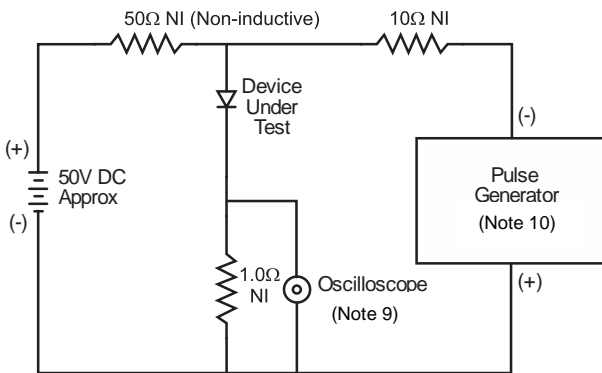 50Ω NI (Non-inductive)
10Ω NI
Device
Under
Test
(+)
50V DC
Approx
(-)
(-)
Pulse
Generator
(Note 10)
(+)
1.0Ω
NI
Oscilloscope
(Note 9)